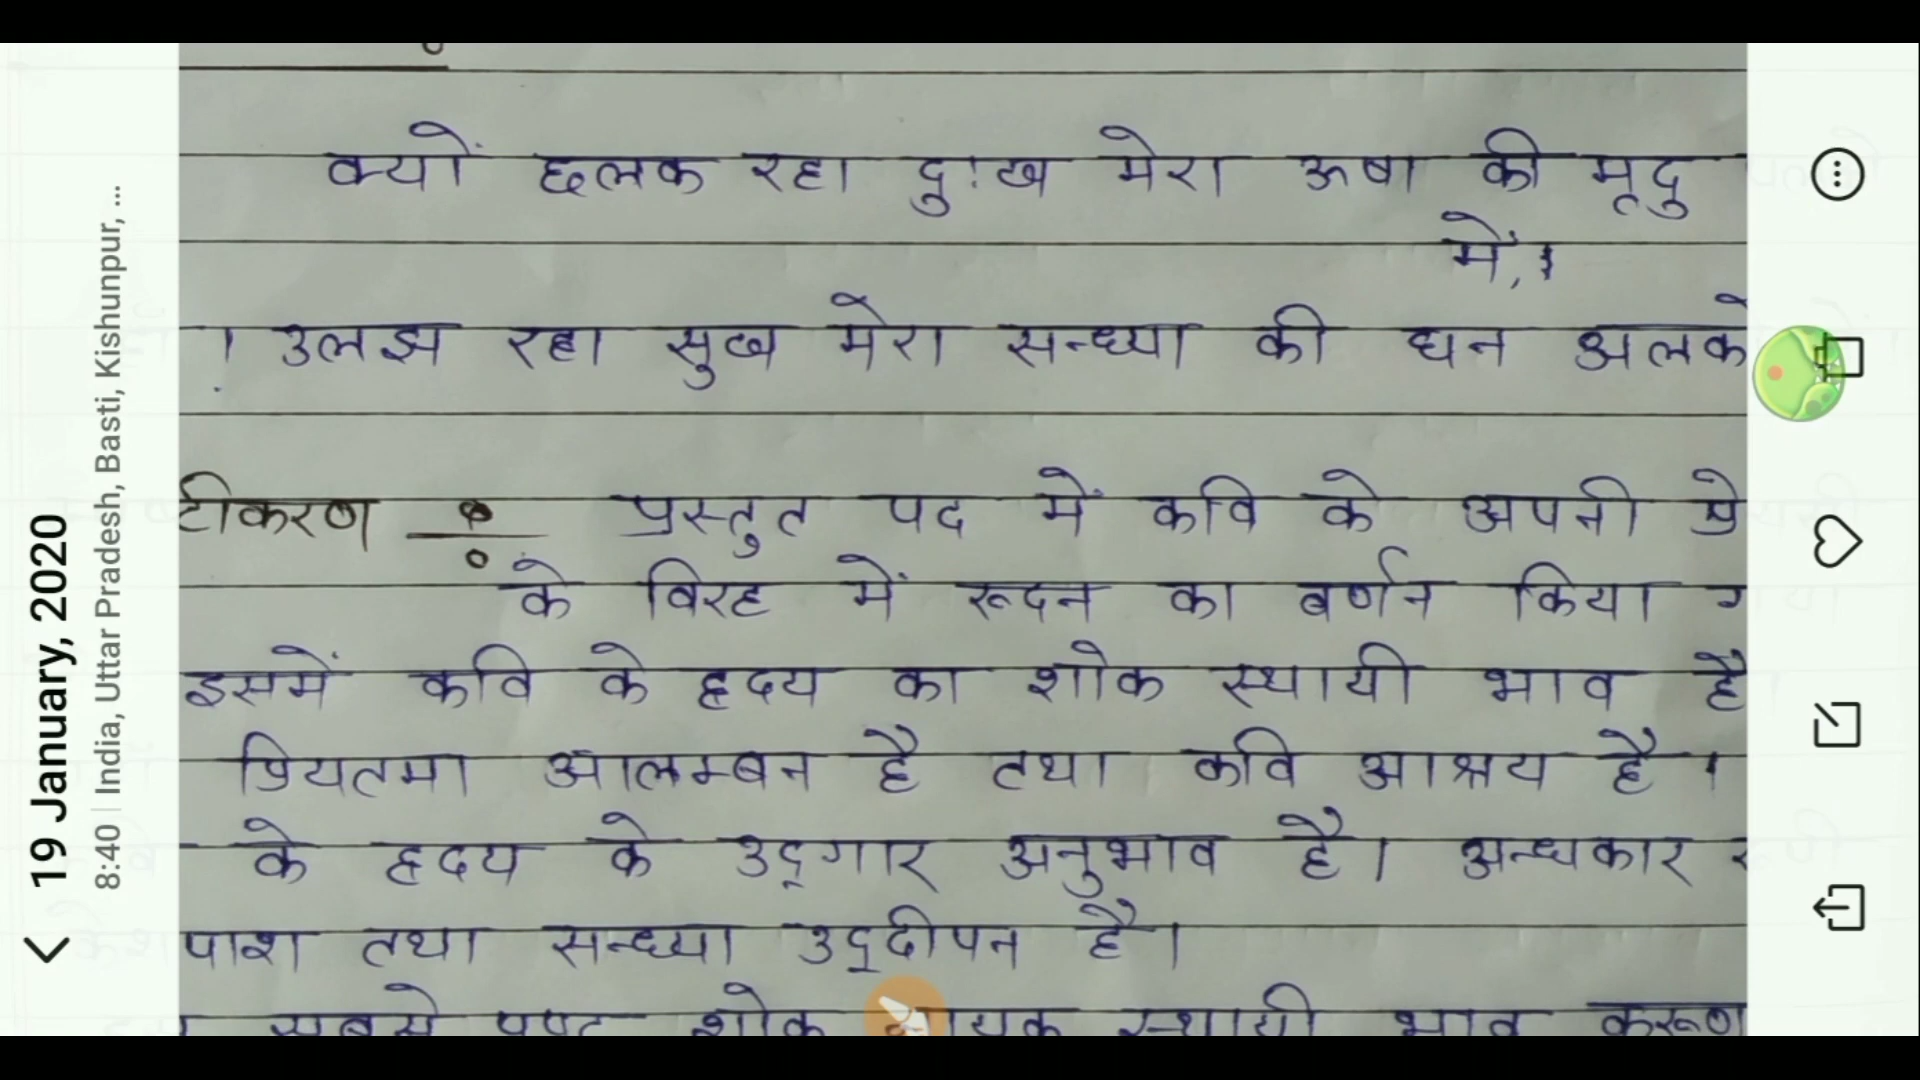 क्यों छलक रहा दुःख मेरा ऊषा की मृदु
में,।
। उलझ रहा सुख मेरा सन्ध्या की घन अलको
टीकरण ÷ प्रस्तुत पद में कवि के अपनी प्रे
के विरह में रूदन का बर्णन किया ग
इसमें कवि के हृदय का शोक स्थायी भाव है
प्रियतमा आलम्बन है तथा कवि आश्रय है ।
के हृदय के उद्गार अनुभाव है। अन्धकार
पाश तथा सन्ध्या उद्दीपन है।
शोक स्थायी भाव करूण
19 January, 2020
8:40 | India, Uttar Pradesh, Basti, Kishunpur, ...